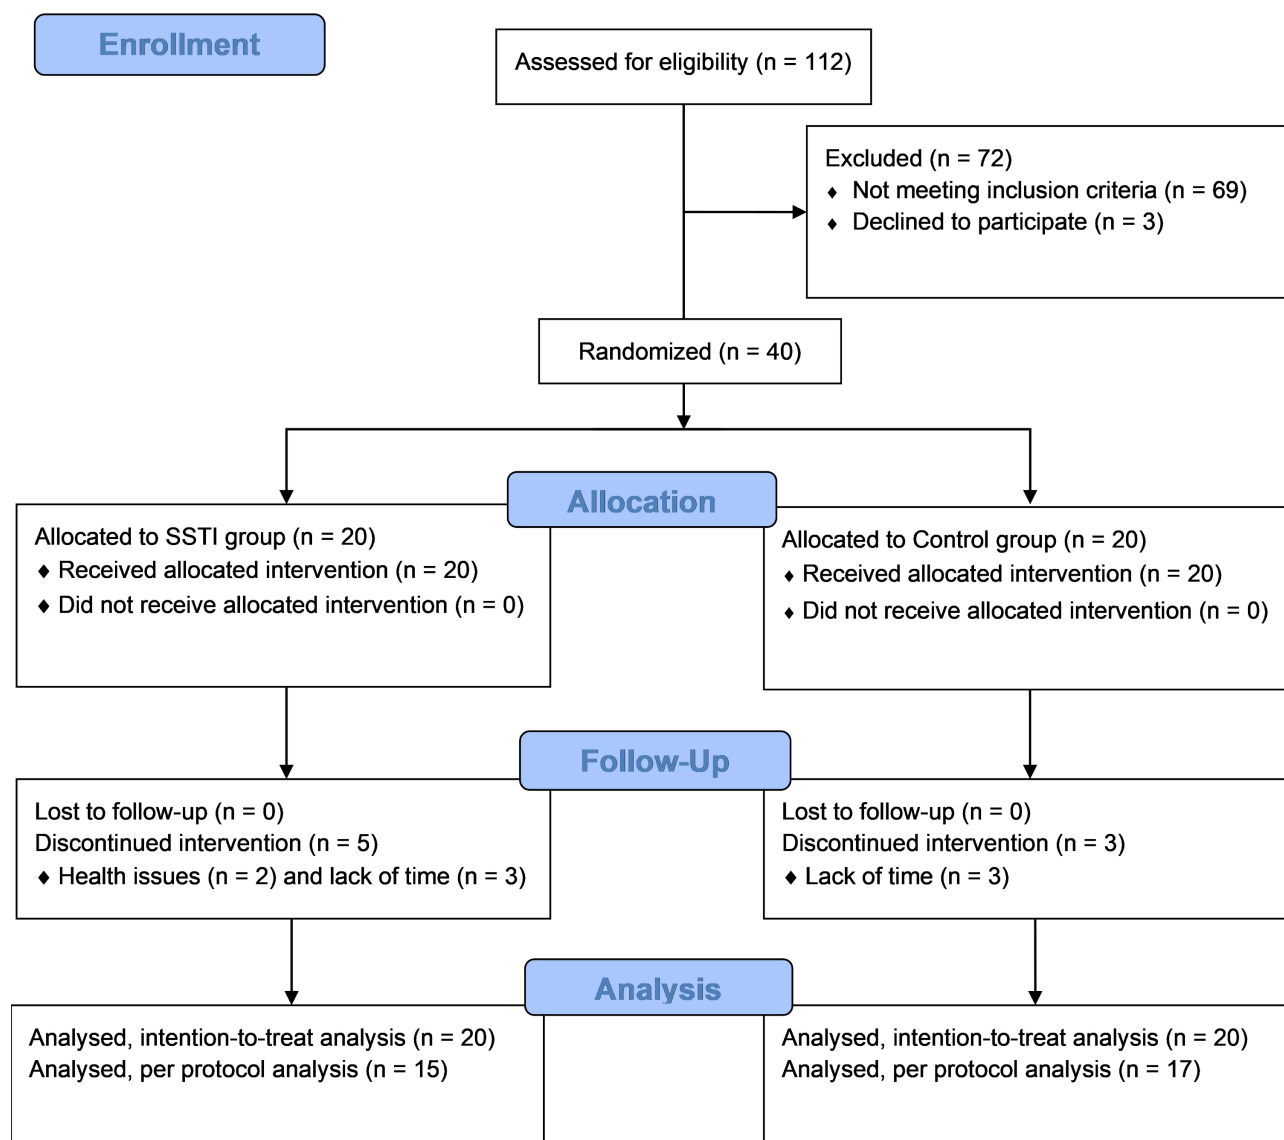 Enrollment
Assessed for eligibility (n = 112)
Excluded (n = 72)
♦ Not meeting inclusion criteria (n = 69)
♦ Declined to participate (n = 3)
Randomized (n = 40)
Allocation
Allocated to SSTI group (n = 20)
♦ Received allocated intervention (n = 20)
♦ Did not receive allocated intervention (n = 0)
Allocated to Control group (n = 20)
♦ Received allocated intervention (n = 20)
♦ Did not receive allocated intervention (n = 0)
Follow-Up
Lost to follow-up (n = 0)
Discontinued intervention (n = 5)
♦ Health issues (n = 2) and lack of time (n = 3)
Lost to follow-up (n = 0)
Discontinued intervention (n = 3)
♦ Lack of time (n = 3)
Analysis
Analysed, intention-to-treat analysis (n = 20)
Analysed, per protocol analysis (n = 15)
Analysed, intention-to-treat analysis (n = 20)
Analysed, per protocol analysis (n = 17)